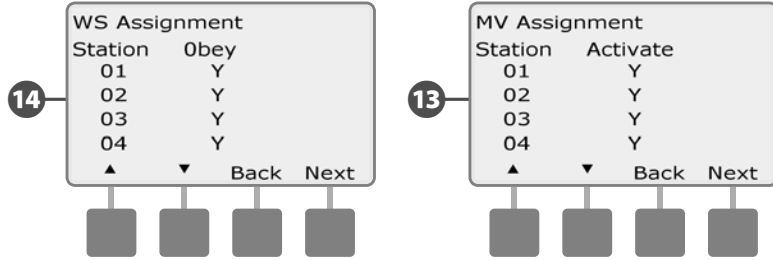 WS Assignment
Station 0bey
01 Y
02 Y
03 Y
04 Y
▲ ▼ Back Next
14
MV Assignment
Station Activate
01 Y
02 Y
03 Y
04 Y
▲ ▼ Back Next
13